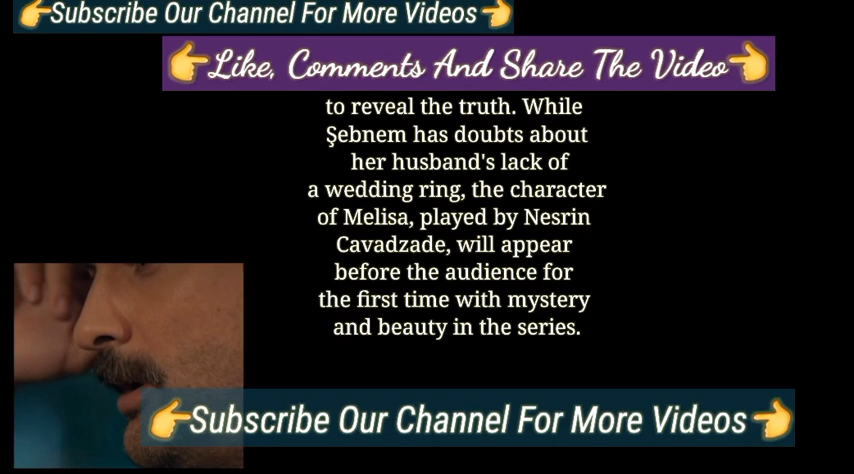 👉Subscribe Our Channel For More Videos👈
👉Like, Comments And Share The Video👈
to reveal the truth. While
Şebnem has doubts about
her husband's lack of
a wedding ring, the character
of Melisa, played by Nesrin
Cavadzade, will appear
before the audience for
the first time with mystery
and beauty in the series.
👉Subscribe Our Channel For More Videos👈